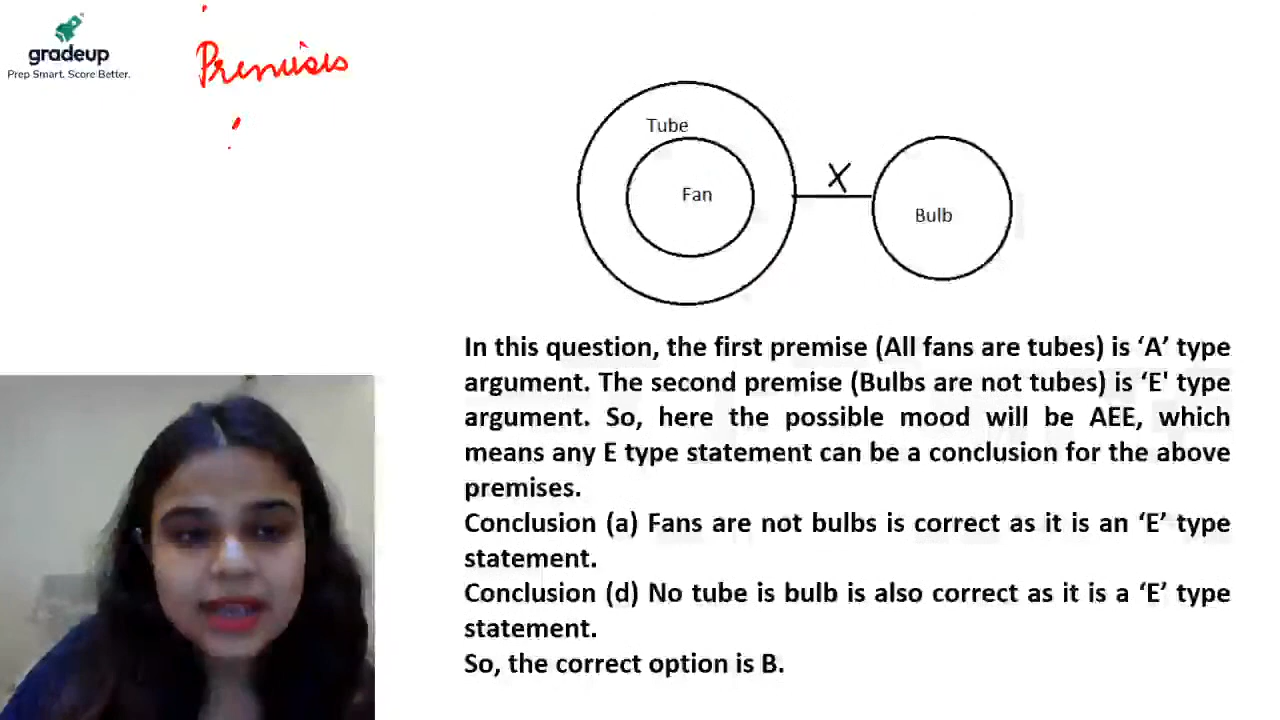 gradeup
Prep Smart. Score Better.
Premises
Tube
Fan
X
Bulb
In this question, the first premise (All fans are tubes) is ‘A’ type
argument. The second premise (Bulbs are not tubes) is ‘E' type
argument. So, here the possible mood will be AEE, which
means any E type statement can be a conclusion for the above
premises.
Conclusion (a) Fans are not bulbs is correct as it is an ‘E’ type
statement.
Conclusion (d) No tube is bulb is also correct as it is a ‘E’ type
statement.
So, the correct option is B.